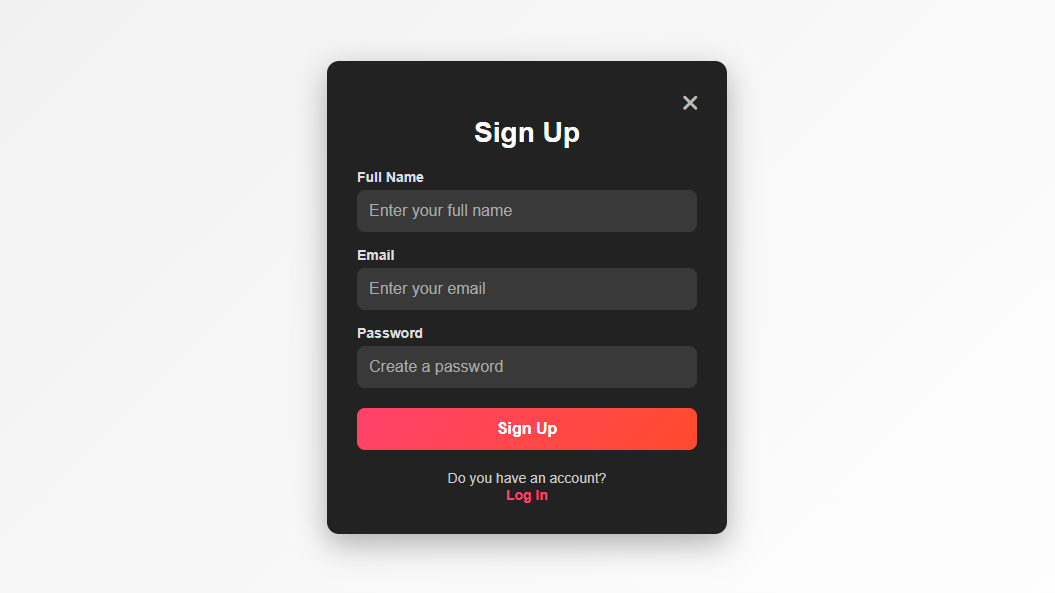 Sign Up
Full Name
Enter your full name
Email
Enter your email
Password
Create a password
Sign Up
Do you have an account?
Log In